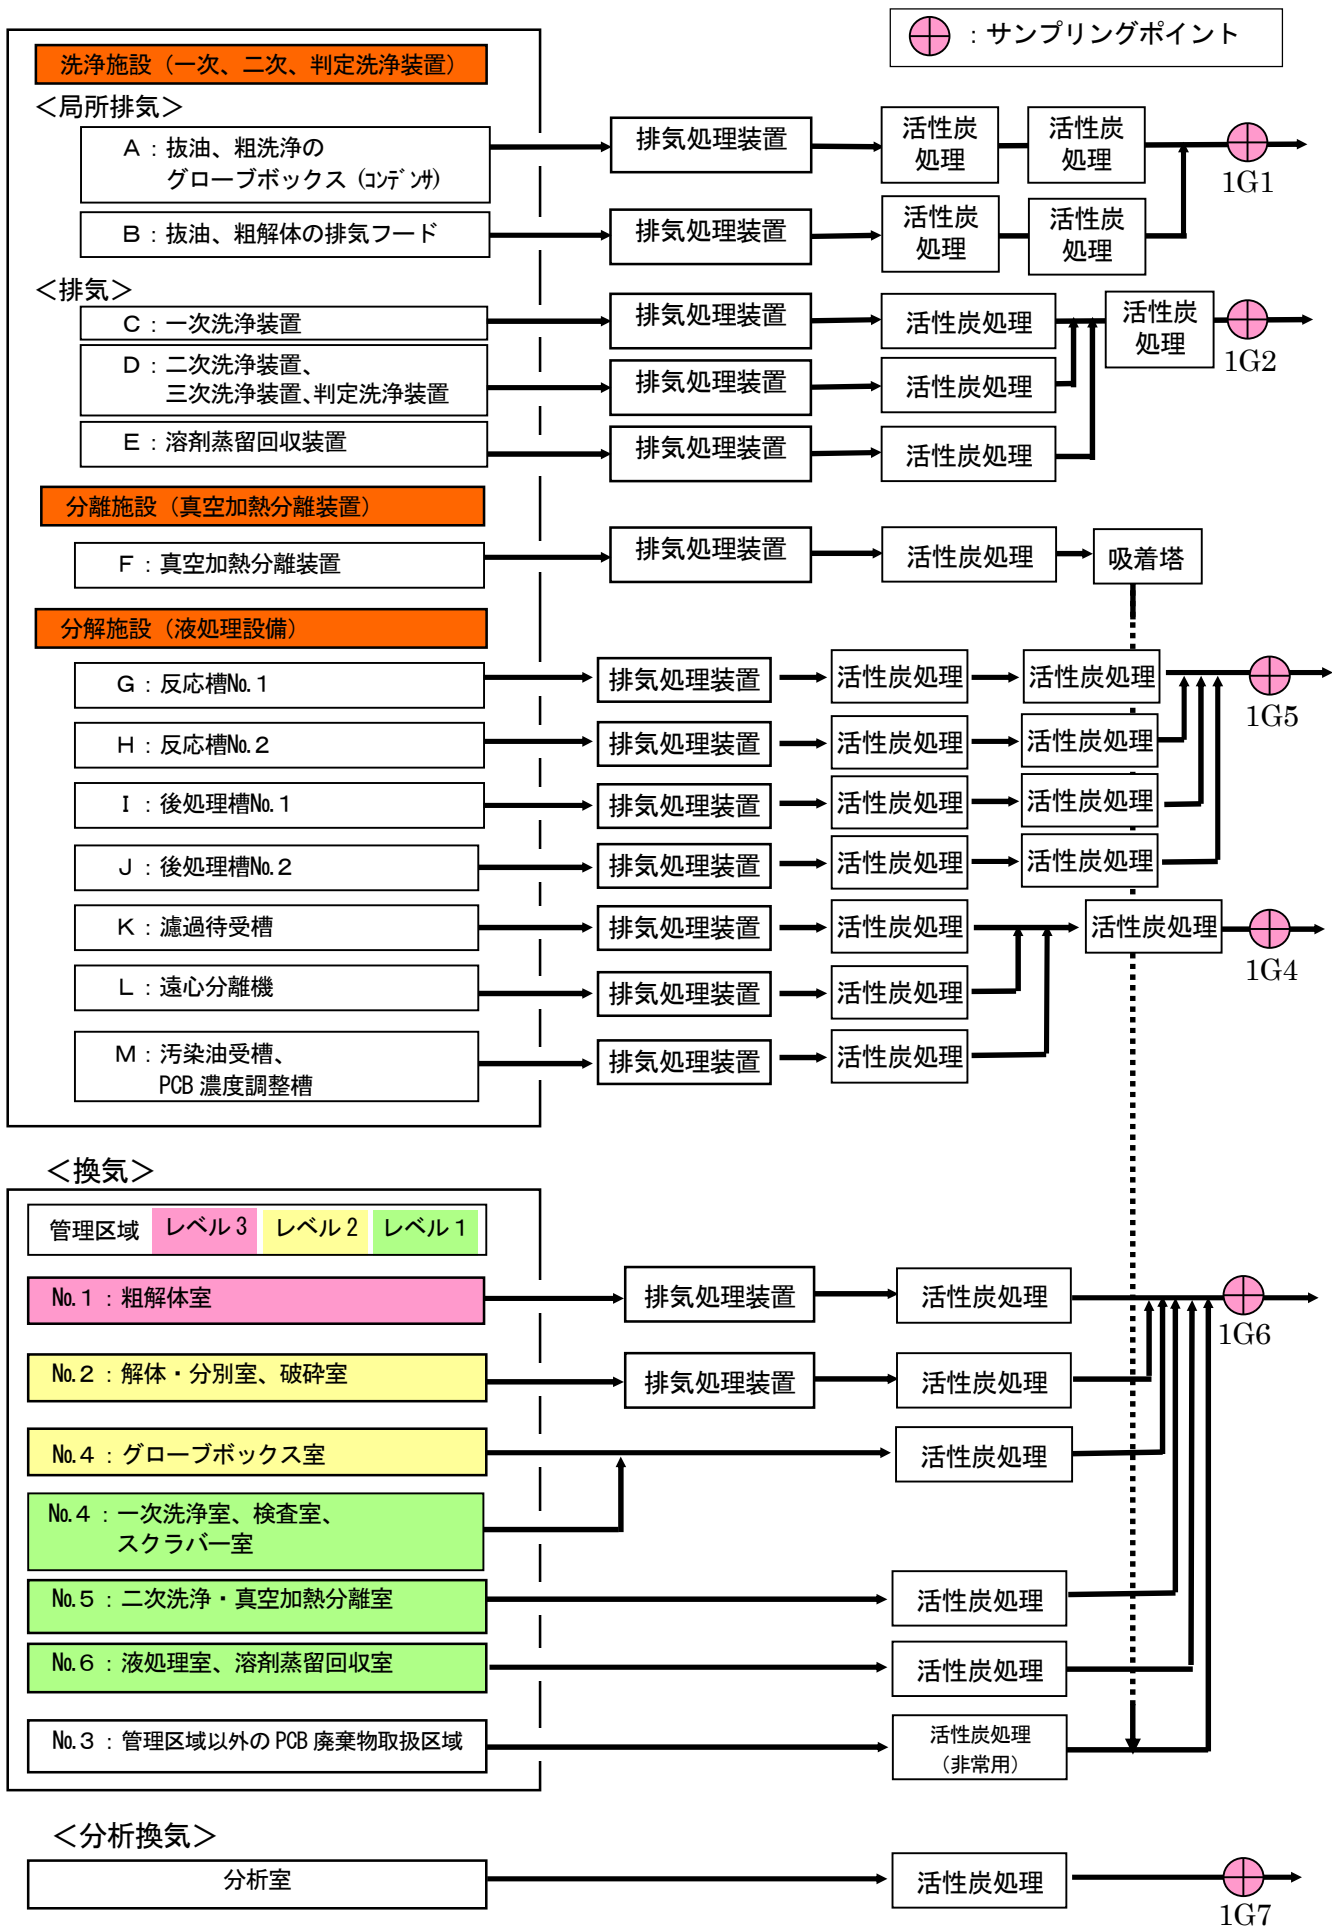 ：サンプリングポイント
洗浄施設（一次、二次、判定洗浄装置）
＜局所排気＞
A：抜油、粗洗浄の
グローブボックス（ｺﾝﾃﾞﾝｻ）
排気処理装置
活性炭
処理
活性炭
処理
1G1
B：抜油、粗解体の排気フード
排気処理装置
活性炭
処理
活性炭
処理
＜排気＞
C：一次洗浄装置
排気処理装置
活性炭処理
活性炭
処理
1G2
D：二次洗浄装置、
三次洗浄装置、判定洗浄装置
排気処理装置
活性炭処理
E：溶剤蒸留回収装置
排気処理装置
活性炭処理
分離施設（真空加熱分離装置）
F：真空加熱分離装置
排気処理装置
活性炭処理
吸着塔
分解施設（液処理設備）
G：反応槽№1
排気処理装置
活性炭処理
活性炭処理
1G5
H：反応槽№2
排気処理装置
活性炭処理
活性炭処理
I：後処理槽№1
排気処理装置
活性炭処理
活性炭処理
J：後処理槽№2
排気処理装置
活性炭処理
活性炭処理
K：濾過待受槽
排気処理装置
活性炭処理
活性炭処理
1G4
L：遠心分離機
排気処理装置
活性炭処理
M：汚染油受槽、
PCB濃度調整槽
排気処理装置
活性炭処理
＜換気＞
管理区域 レベル3 レベル2 レベル1
№1：粗解体室
排気処理装置
活性炭処理
1G6
№2：解体・分別室、破砕室
排気処理装置
活性炭処理
№4：グローブボックス室
活性炭処理
№4：一次洗浄室、検査室、
スクラバー室
№5：二次洗浄・真空加熱分離室
活性炭処理
№6：液処理室、溶剤蒸留回収室
活性炭処理
№3：管理区域以外のPCB廃棄物取扱区域
活性炭処理
（非常用）
＜分析換気＞
分析室
活性炭処理
1G7